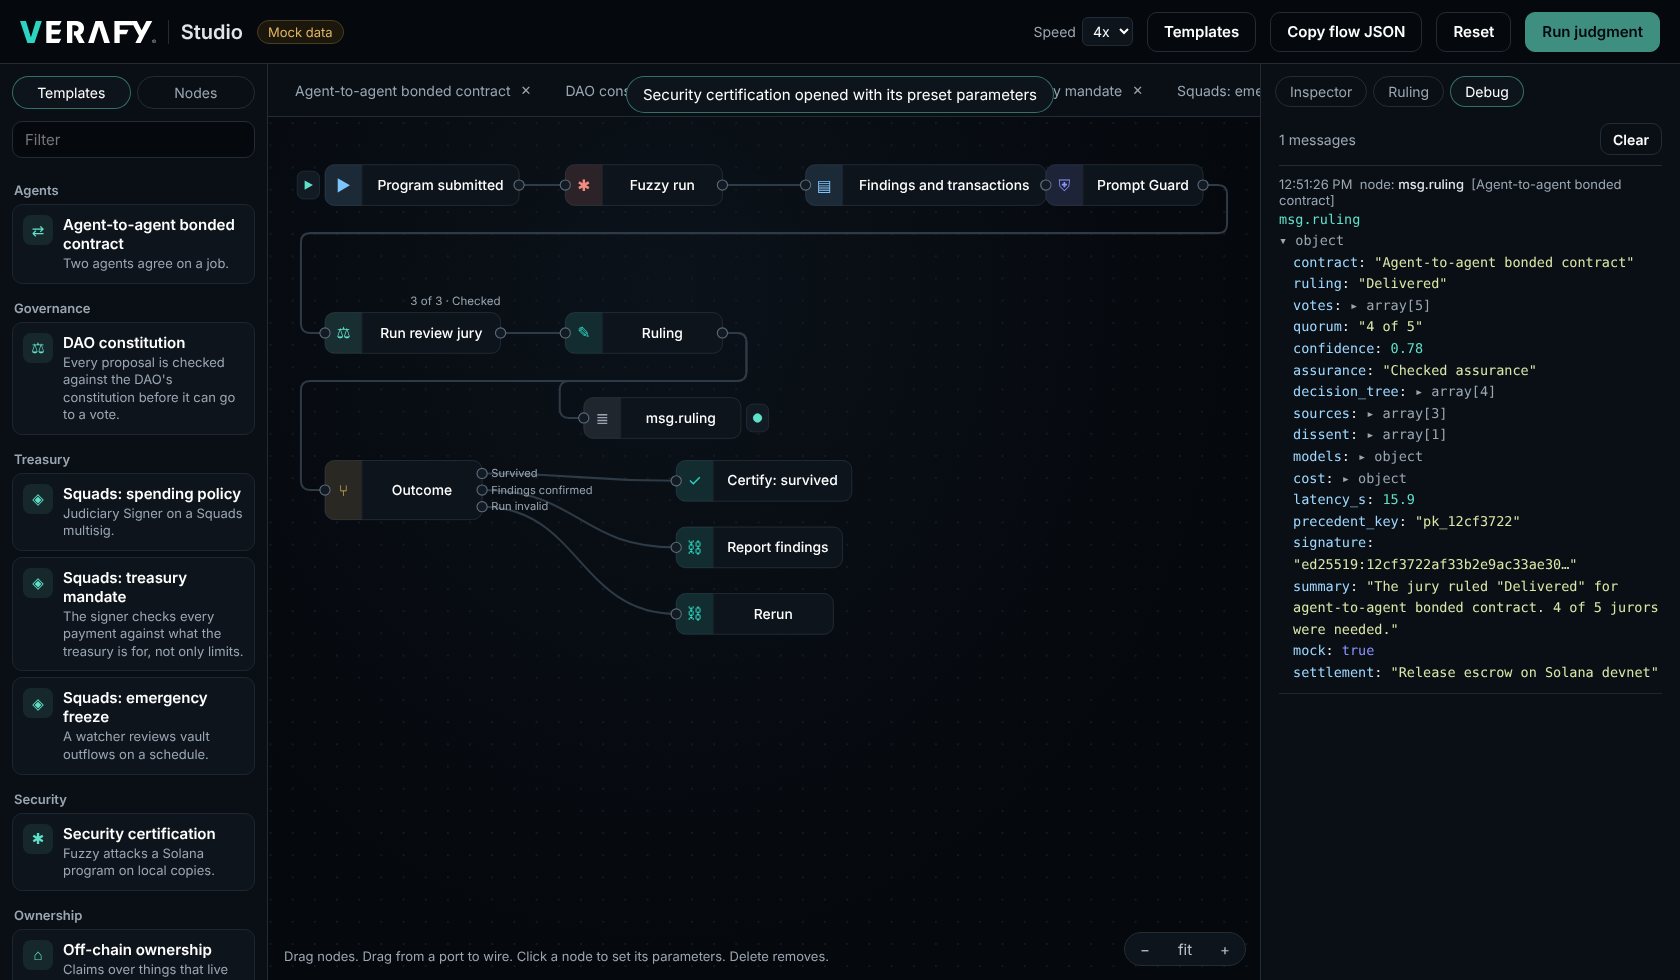 VERAFY Studio Mock data
Speed 4x Templates Copy flow JSON Reset Run judgment
Templates Nodes
Filter
Agents
Agent-to-agent bonded
contract
Two agents agree on a job.
Governance
DAO constitution
Every proposal is checked
against the DAO's
constitution before it can go
to a vote.
Treasury
Squads: spending policy
Judiciary Signer on a Squads
multisig.
Squads: treasury
mandate
The signer checks every
payment against what the
treasury is for, not only limits.
Squads: emergency
freeze
A watcher reviews vault
outflows on a schedule.
Security
Security certification
Fuzzy attacks a Solana
program on local copies.
Ownership
Off-chain ownership
Claims over things that live
Agent-to-agent bonded contract × DAO cons y mandate × Squads: eme
Security certification opened with its preset parameters
Program submitted Fuzzy run Findings and transactions Prompt Guard
3 of 3 · Checked
Run review jury Ruling
msg.ruling
Outcome
Survived
Findings confirmed
Run invalid
Certify: survived
Report findings
Rerun
Drag nodes. Drag from a port to wire. Click a node to set its parameters. Delete removes.
− fit +
Inspector Ruling Debug
1 messages Clear
12:51:26 PM node: msg.ruling [Agent-to-agent bonded
contract]
msg.ruling
▾ object
contract: "Agent-to-agent bonded contract"
ruling: "Delivered"
votes: ▸ array[5]
quorum: "4 of 5"
confidence: 0.78
assurance: "Checked assurance"
decision_tree: ▸ array[4]
sources: ▸ array[3]
dissent: ▸ array[1]
models: ▸ object
cost: ▸ object
latency_s: 15.9
precedent_key: "pk_12cf3722"
signature:
"ed25519:12cf3722af33b2e9ac33ae30…"
summary: "The jury ruled "Delivered" for
agent-to-agent bonded contract. 4 of 5 jurors
were needed."
mock: true
settlement: "Release escrow on Solana devnet"